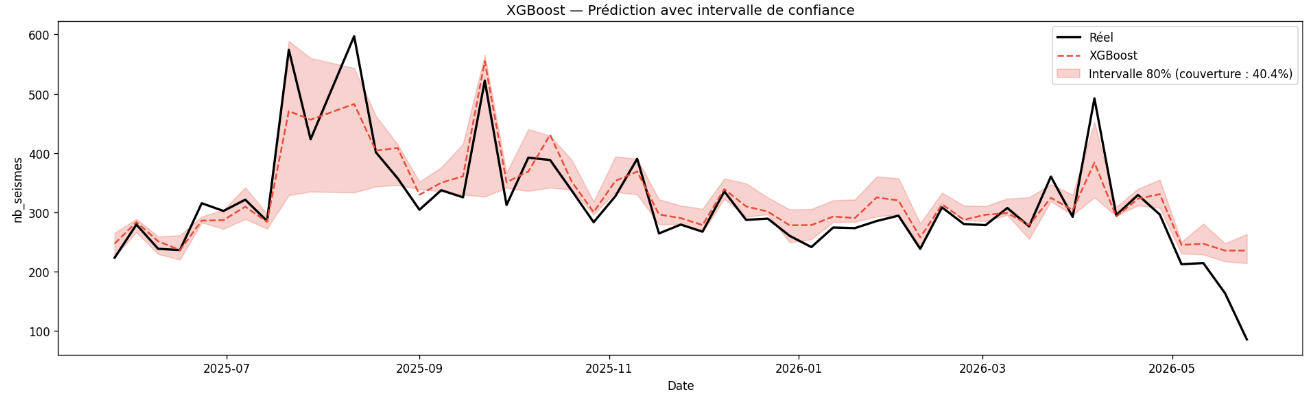 XGBoost — Prédiction avec intervalle de confiance
600
500
400
300
200
100
nb_seismes
Réel
XGBoost
Intervalle 80% (couverture : 40.4%)
2025-07
2025-09
2025-11
2026-01
2026-03
2026-05
Date